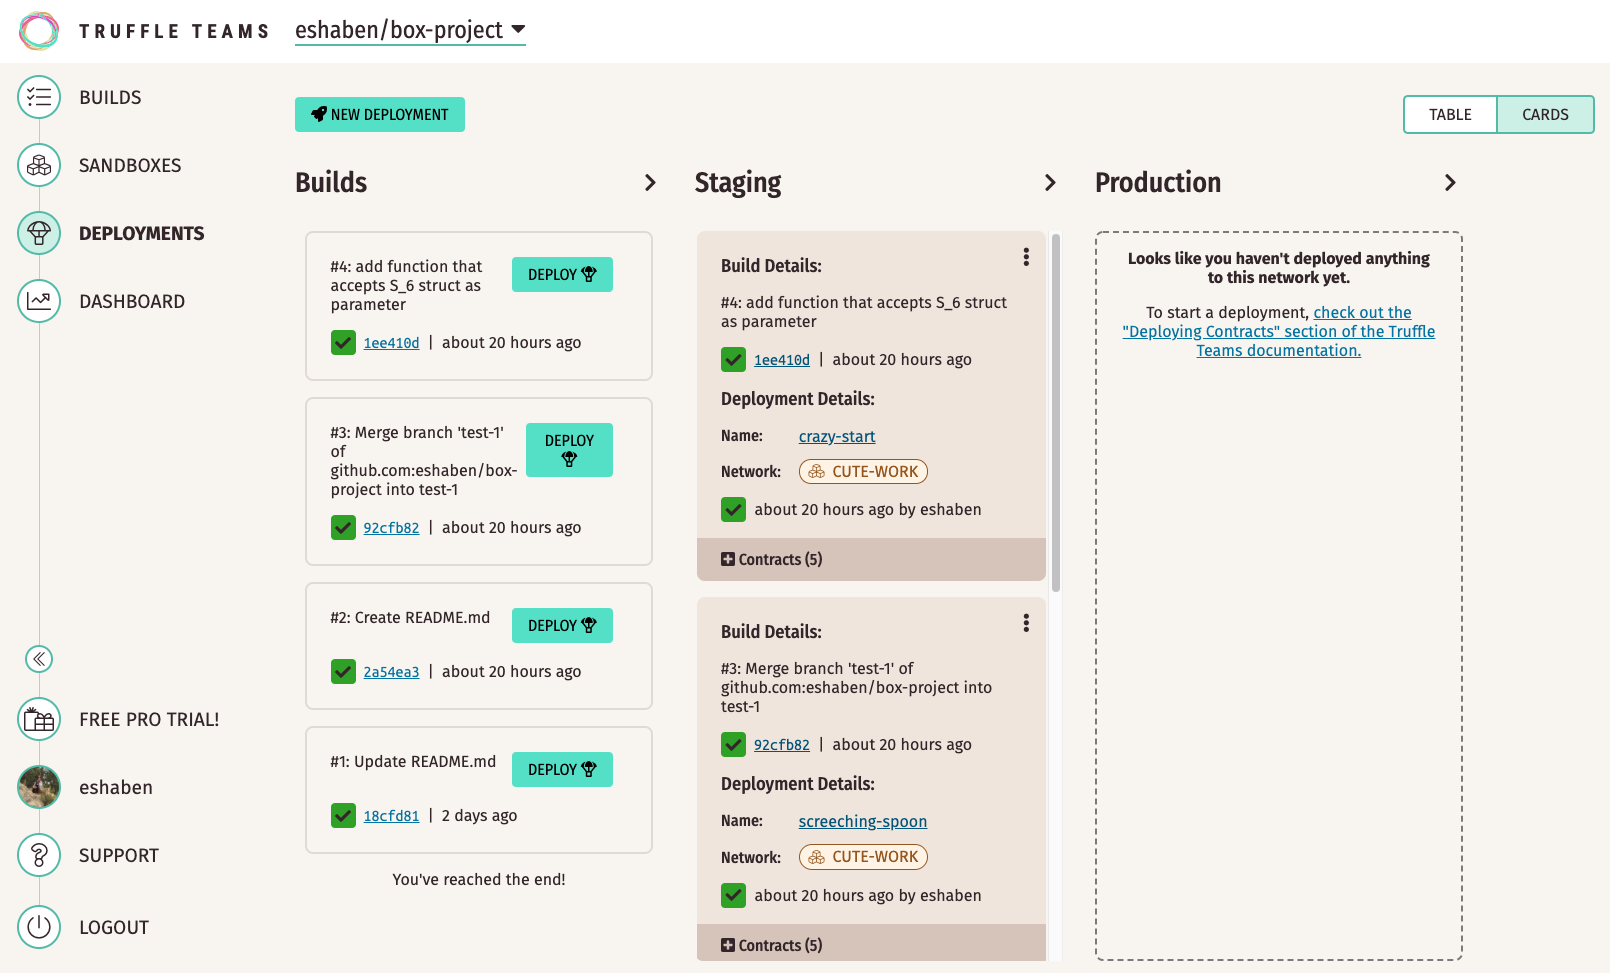 TRUFFLE TEAMS
eshaben/box-project
BUILDS
SANDBOXES
DEPLOYMENTS
DASHBOARD
FREE PRO TRIAL!
eshaben
SUPPORT
LOGOUT
NEW DEPLOYMENT
TABLE
CARDS
Builds
#4: add function that
accepts S_6 struct as
parameter
DEPLOY
1ee410d | about 20 hours ago
#3: Merge branch 'test-1'
of
github.com:eshaben/box-
project into test-1
DEPLOY
92cfb82 | about 20 hours ago
#2: Create README.md
DEPLOY
2a54ea3 | about 20 hours ago
#1: Update README.md
DEPLOY
18cfd81 | 2 days ago
You've reached the end!
Staging
Build Details:
#4: add function that accepts S_6 struct
as parameter
1ee410d | about 20 hours ago
Deployment Details:
Name: crazy-start
Network: CUTE-WORK
about 20 hours ago by eshaben
Contracts (5)
Build Details:
#3: Merge branch 'test-1' of
github.com:eshaben/box-project into
test-1
92cfb82 | about 20 hours ago
Deployment Details:
Name: screeching-spoon
Network: CUTE-WORK
about 20 hours ago by eshaben
Contracts (5)
Production
Looks like you haven't deployed anything
to this network yet.
To start a deployment, check out the
"Deploying Contracts" section of the Truffle
Teams documentation.